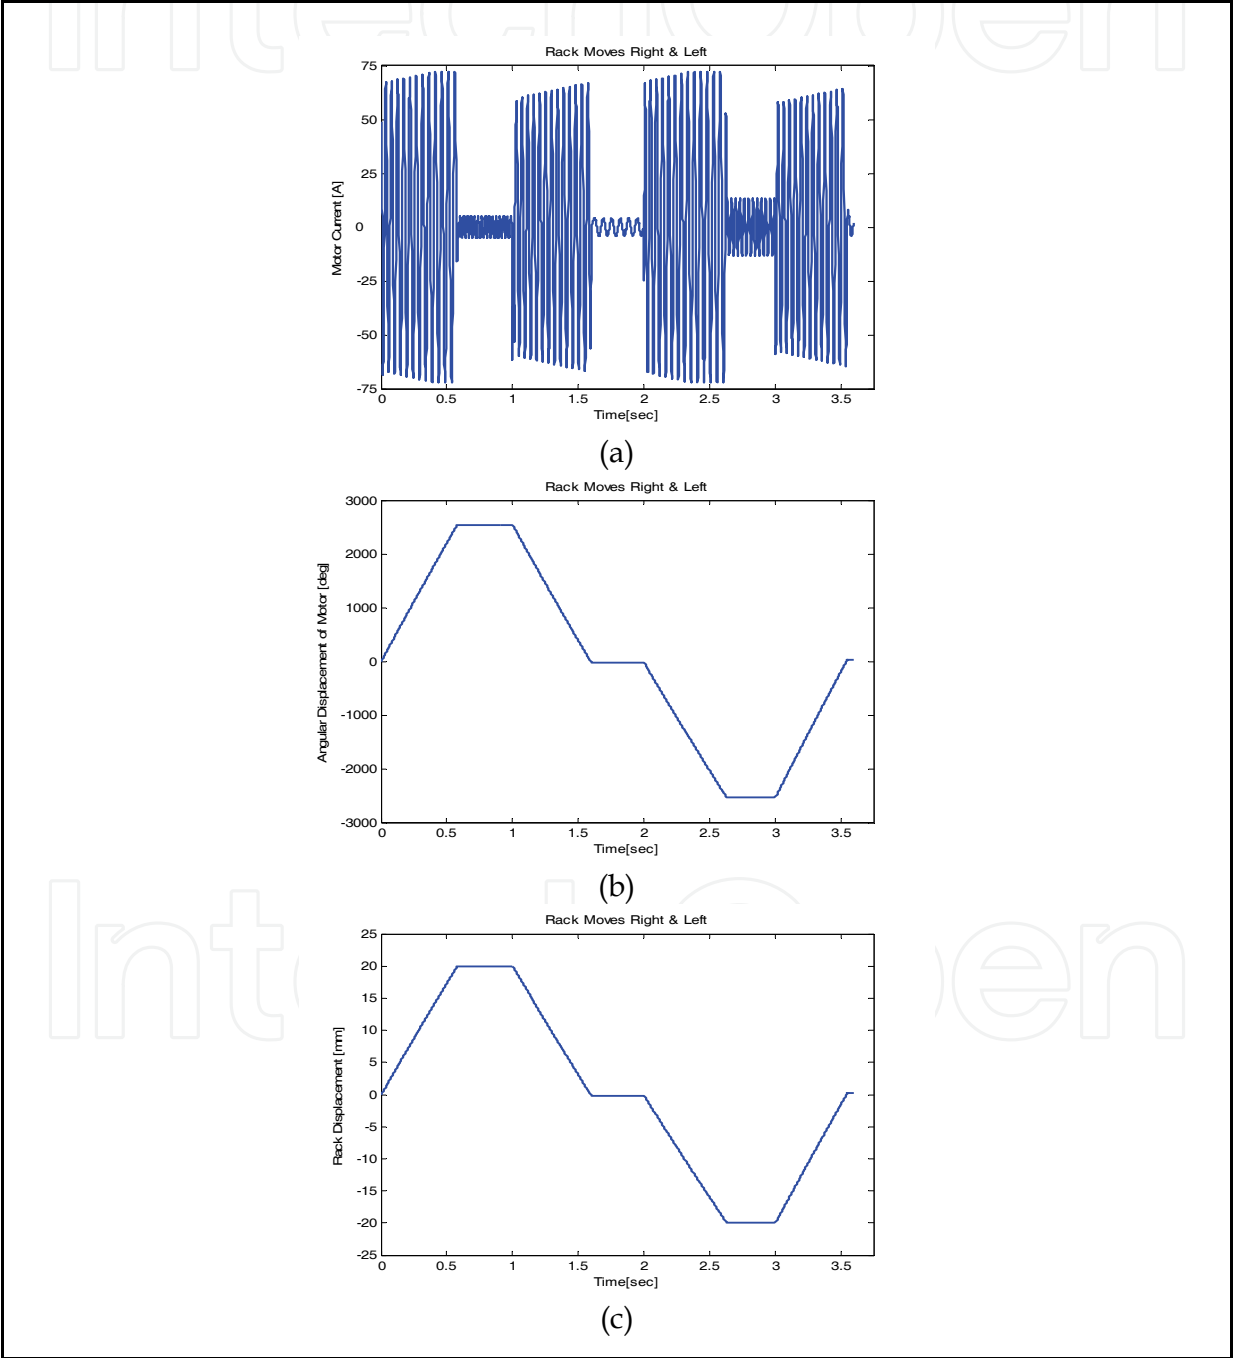 IntechOpen
Rack Moves Right & Left
75
50
25
0
-25
-50
-75
Motor Current [A]
0 0.5 1 1.5 2 2.5 3 3.5
Time[sec]
(a)
Rack Moves Right & Left
3000
2000
1000
0
-1000
-2000
-3000
Angular Displacement of Motor [deg]
0 0.5 1 1.5 2 2.5 3 3.5
Time[sec]
(b)
IntechOpen
Rack Moves Right & Left
25
20
15
10
5
0
-5
-10
-15
-20
-25
Rack Displacement [mm]
0 0.5 1 1.5 2 2.5 3 3.5
Time[sec]
(c)